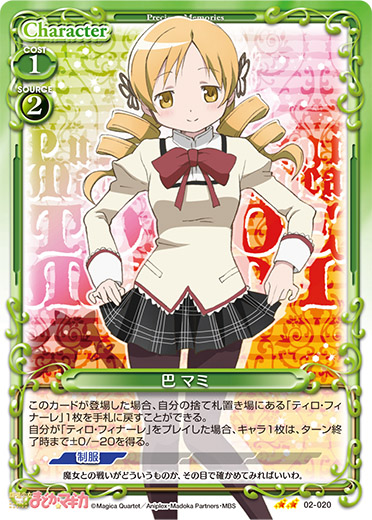 Precious Memories
Character
COST
1
SOURCE
2
巴 マミ
このカードが登場した場合、自分の捨て札置き場にある「ティロ・フィ
ナーレ」1枚を手札に戻すことができる。
自分が「ティロ・フィナーレ」をプレイした場合、キャラ1枚は、ターン終
了時まで±0/−20を得る。
制服
魔女との戦いがどういうものか、その目で確かめてみればいいわ。
まどか☆マギカ
©Magica Quartet／Aniplex・Madoka Partners・MBS
02-020